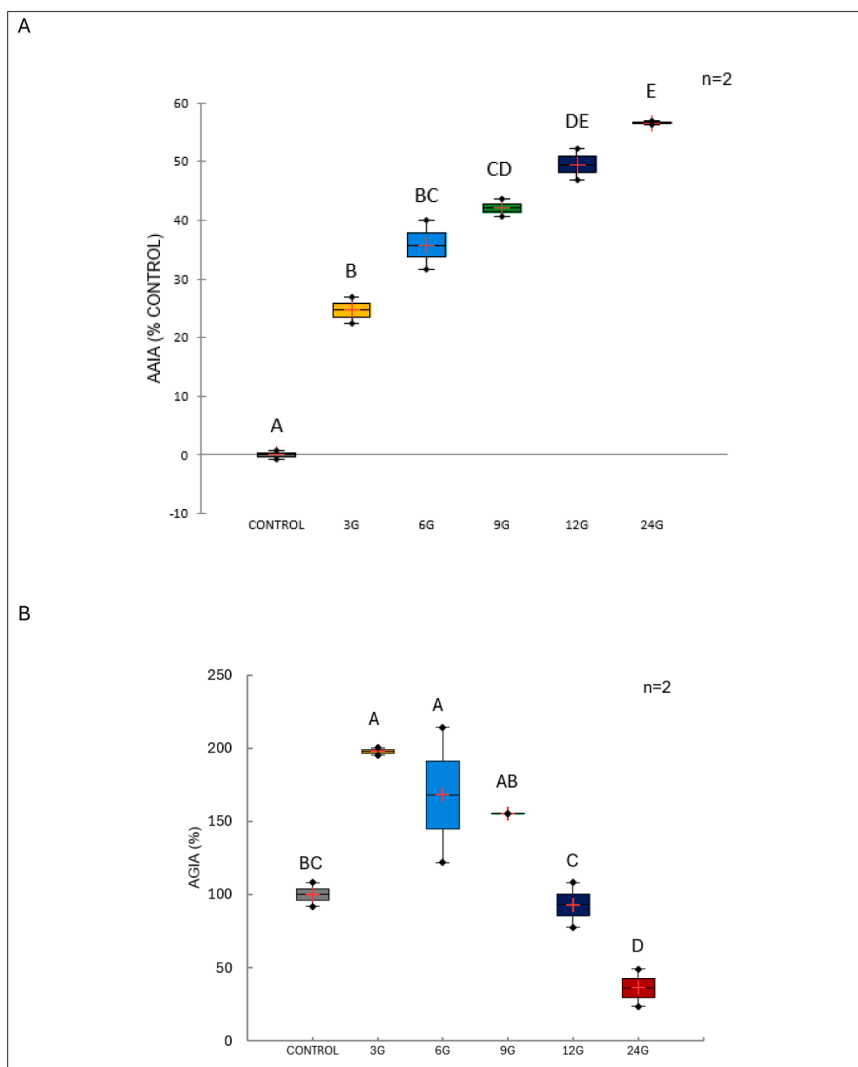 A
n=2
E
DE
CD
BC
B
A
AAIA (% CONTROL)
60
50
40
30
20
10
0
-10
CONTROL 3G 6G 9G 12G 24G
B
n=2
A A
AB
BC C
D
AGIA (%)
250
200
150
100
50
0
CONTROL 3G 6G 9G 12G 24G